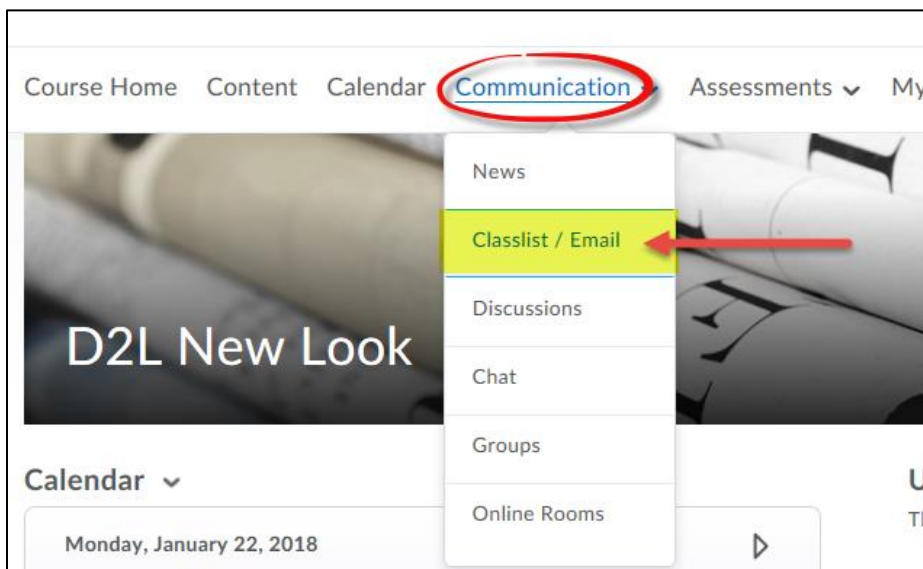 Course Home Content Calendar Communication Assessments My
News
Classlist / Email
Discussions
Chat
Groups
Online Rooms
D2L New Look
Calendar
Monday, January 22, 2018